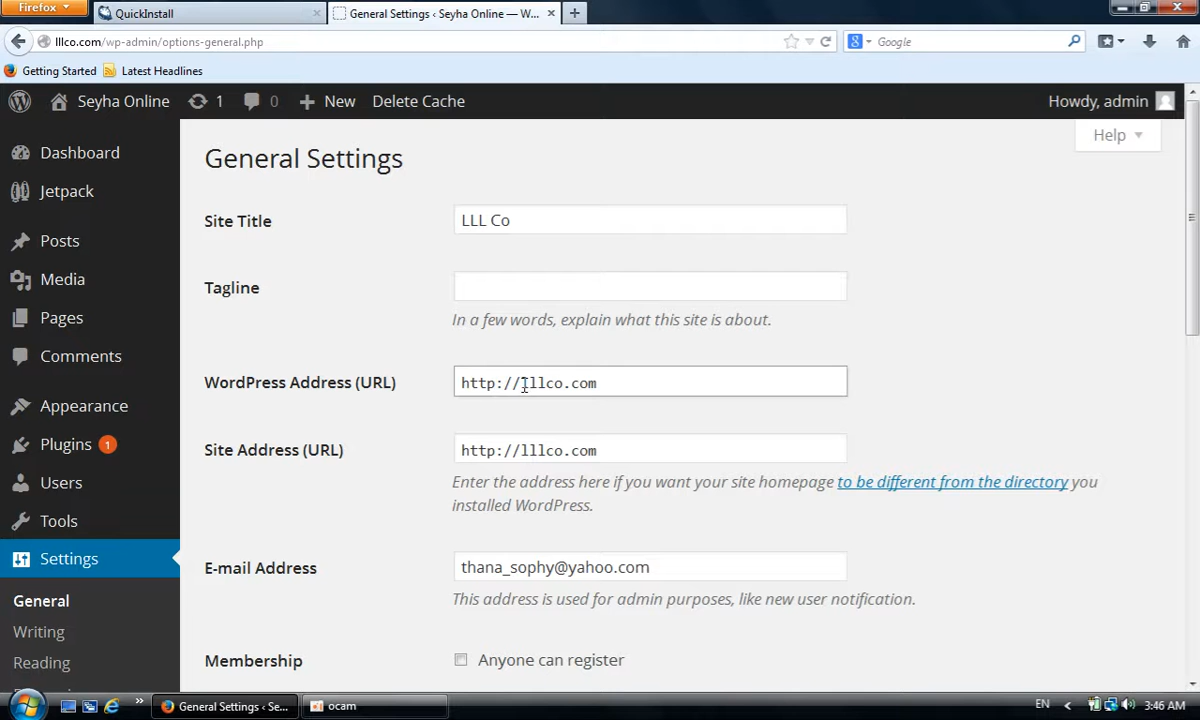 Firefox
QuickInstall
General Settings ‹ Seyha Online — W...
lllco.com/wp-admin/options-general.php
Google
Getting Started
Latest Headlines
Seyha Online
1
0
New
Delete Cache
Howdy, admin
Help
Dashboard
Jetpack
Posts
Media
Pages
Comments
Appearance
Plugins 1
Users
Tools
Settings
General
Writing
Reading
General Settings
Site Title
LLL Co
Tagline
In a few words, explain what this site is about.
WordPress Address (URL)
http://lllco.com
Site Address (URL)
http://lllco.com
Enter the address here if you want your site homepage to be different from the directory you
installed WordPress.
E-mail Address
thana_sophy@yahoo.com
This address is used for admin purposes, like new user notification.
Membership
Anyone can register
General Settings ‹ Se...
ocam
EN
3:46 AM